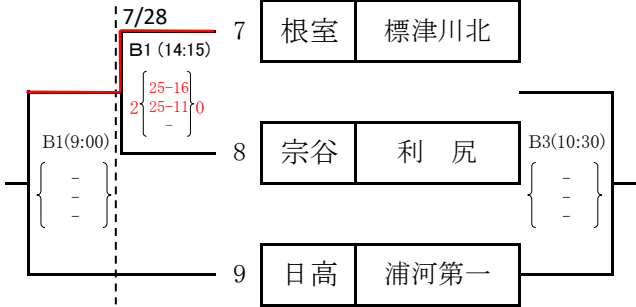 7/28
7 根室 標津川北
B1 (14:15)
25-16
2 25-11 0
-
B1(9:00)
-
-
-
8 宗谷 利 尻
B3(10:30)
-
-
-
9 日高 浦河第一